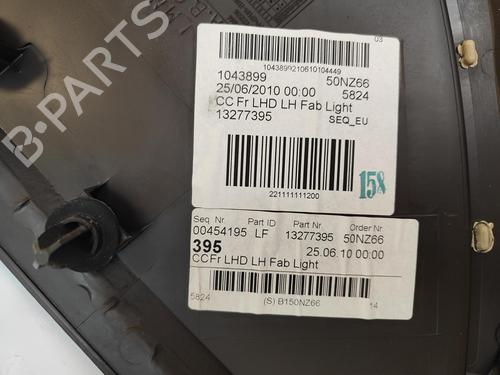 03
1043899210610104449
1043899 50NZ66
25/06/2010 00:00 5824
CC Fr LHD LH Fab Light
13277395 SEQ_EU
158
221111111200
Seq. Nr. Part ID Part Nr Order Nr
00454195 LF 13277395 50NZ66
395 25.06.10 00:00
CCFr LHD LH Fab Light
5824 (S) B150NZ66 14
B-PARTS